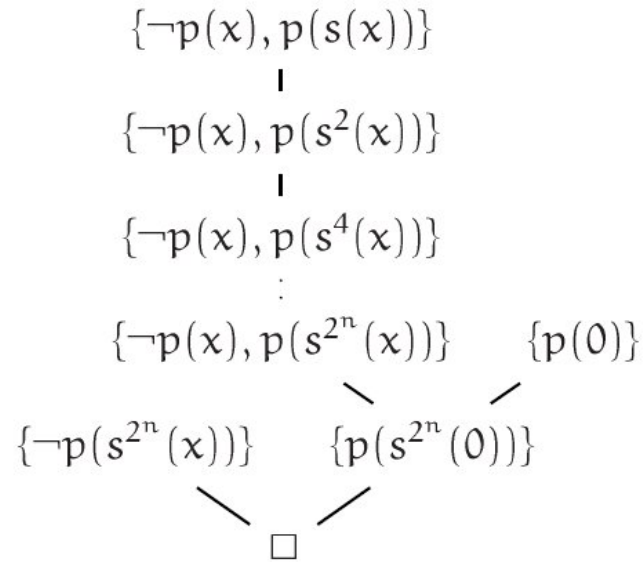 {¬p(x), p(s(x))}
{¬p(x), p(s²(x))}
{¬p(x), p(s⁴(x))}
⋮
{¬p(x), p(s^{2^n}(x))} {p(0)}
{¬p(s^{2^n}(x))} {p(s^{2^n}(0))}
□